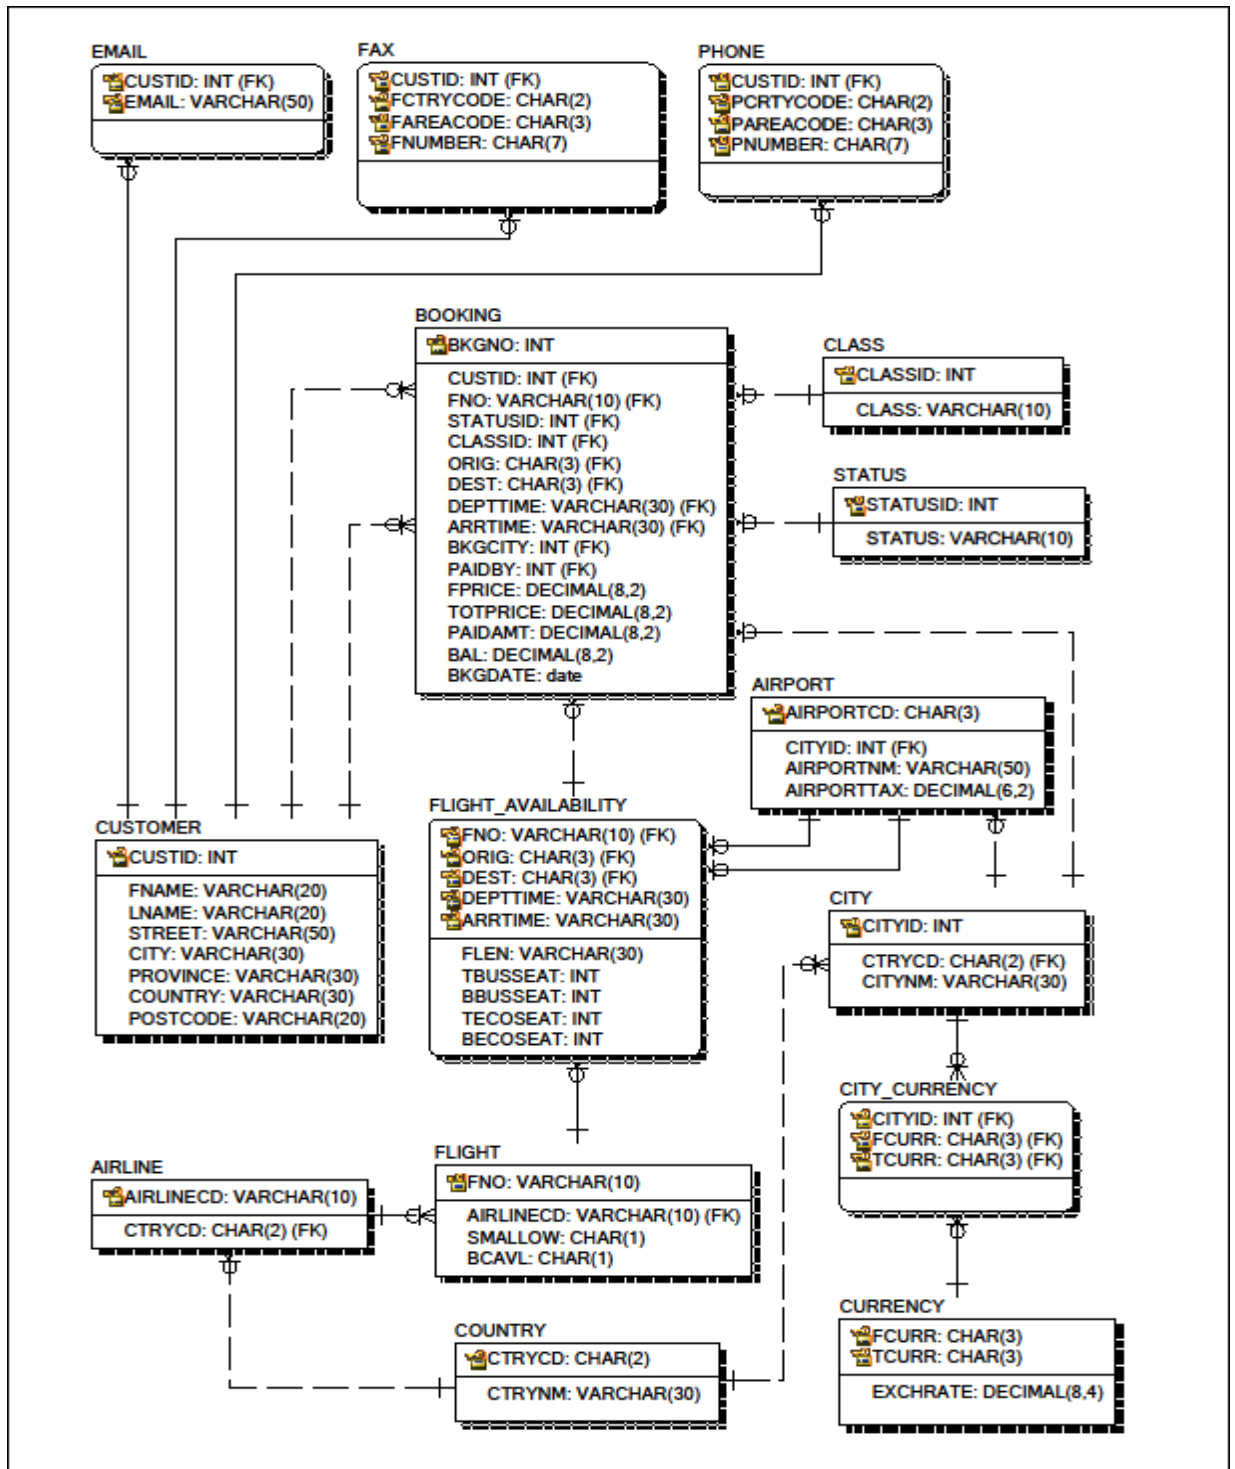 EMAIL
CUSTID: INT (FK)
EMAIL: VARCHAR(50)
FAX
CUSTID: INT (FK)
FCTRYCODE: CHAR(2)
FAREACODE: CHAR(3)
FNUMBER: CHAR(7)
PHONE
CUSTID: INT (FK)
PCRTYCODE: CHAR(2)
PAREACODE: CHAR(3)
PNUMBER: CHAR(7)
BOOKING
BKGNO: INT
CUSTID: INT (FK)
FNO: VARCHAR(10) (FK)
STATUSID: INT (FK)
CLASSID: INT (FK)
ORIG: CHAR(3) (FK)
DEST: CHAR(3) (FK)
DEPTTIME: VARCHAR(30) (FK)
ARRTIME: VARCHAR(30) (FK)
BKGCITY: INT (FK)
PAIDBY: INT (FK)
FPRICE: DECIMAL(8,2)
TOTPRICE: DECIMAL(8,2)
PAIDAMT: DECIMAL(8,2)
BAL: DECIMAL(8,2)
BKGDATE: date
CLASS
CLASSID: INT
CLASS: VARCHAR(10)
STATUS
STATUSID: INT
STATUS: VARCHAR(10)
AIRPORT
AIRPORTCD: CHAR(3)
CITYID: INT (FK)
AIRPORTNM: VARCHAR(50)
AIRPORTTAX: DECIMAL(6,2)
CUSTOMER
CUSTID: INT
FNAME: VARCHAR(20)
LNAME: VARCHAR(20)
STREET: VARCHAR(50)
CITY: VARCHAR(30)
PROVINCE: VARCHAR(30)
COUNTRY: VARCHAR(30)
POSTCODE: VARCHAR(20)
FLIGHT_AVAILABILITY
FNO: VARCHAR(10) (FK)
ORIG: CHAR(3) (FK)
DEST: CHAR(3) (FK)
DEPTTIME: VARCHAR(30)
ARRTIME: VARCHAR(30)
FLEN: VARCHAR(30)
TBUSSEAT: INT
BBUSSEAT: INT
TECOSEAT: INT
BECOSEAT: INT
CITY
CITYID: INT
CTRYCD: CHAR(2) (FK)
CITYNM: VARCHAR(30)
CITY_CURRENCY
CITYID: INT (FK)
FCURR: CHAR(3) (FK)
TCURR: CHAR(3) (FK)
AIRLINE
AIRLINECD: VARCHAR(10)
CTRYCD: CHAR(2) (FK)
FLIGHT
FNO: VARCHAR(10)
AIRLINECD: VARCHAR(10) (FK)
SMALLOW: CHAR(1)
BCAVL: CHAR(1)
COUNTRY
CTRYCD: CHAR(2)
CTRYNM: VARCHAR(30)
CURRENCY
FCURR: CHAR(3)
TCURR: CHAR(3)
EXCHRATE: DECIMAL(8,4)